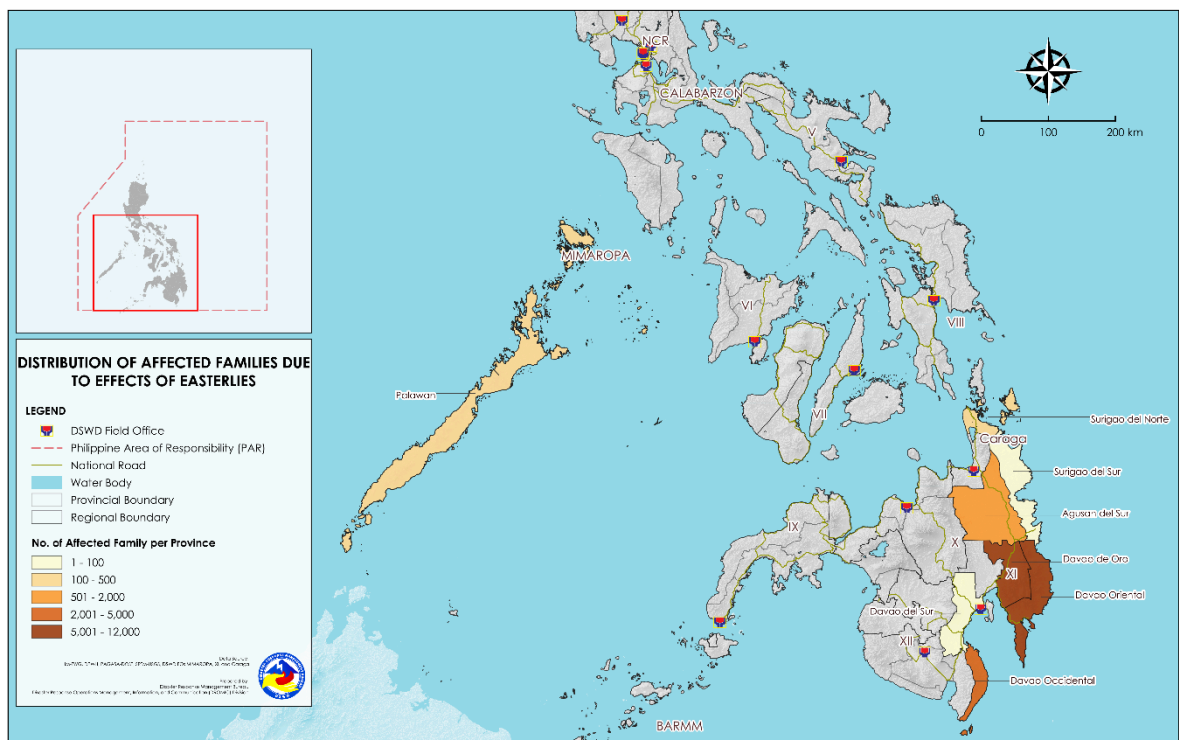 NCR
CALABARZON
V
0 100 200 km
MIMAROPA
VI
VIII
Palawan
VII
Surigao del Norte
Caraga
Surigao del Sur
Agusan del Sur
IX
X
Davao de Oro
XI
Davao Oriental
Davao del Sur
XII
Davao Occidental
BARMM
DISTRIBUTION OF AFFECTED FAMILIES DUE
TO EFFECTS OF EASTERLIES
LEGEND
DSWD Field Office
Philippine Area of Responsibility (PAR)
National Road
Water Body
Provincial Boundary
Regional Boundary
No. of Affected Family per Province
1 - 100
100 - 500
501 - 2,000
2,001 - 5,000
5,001 - 12,000
Data Source:
Prepared by:
Disaster Response Management Bureau